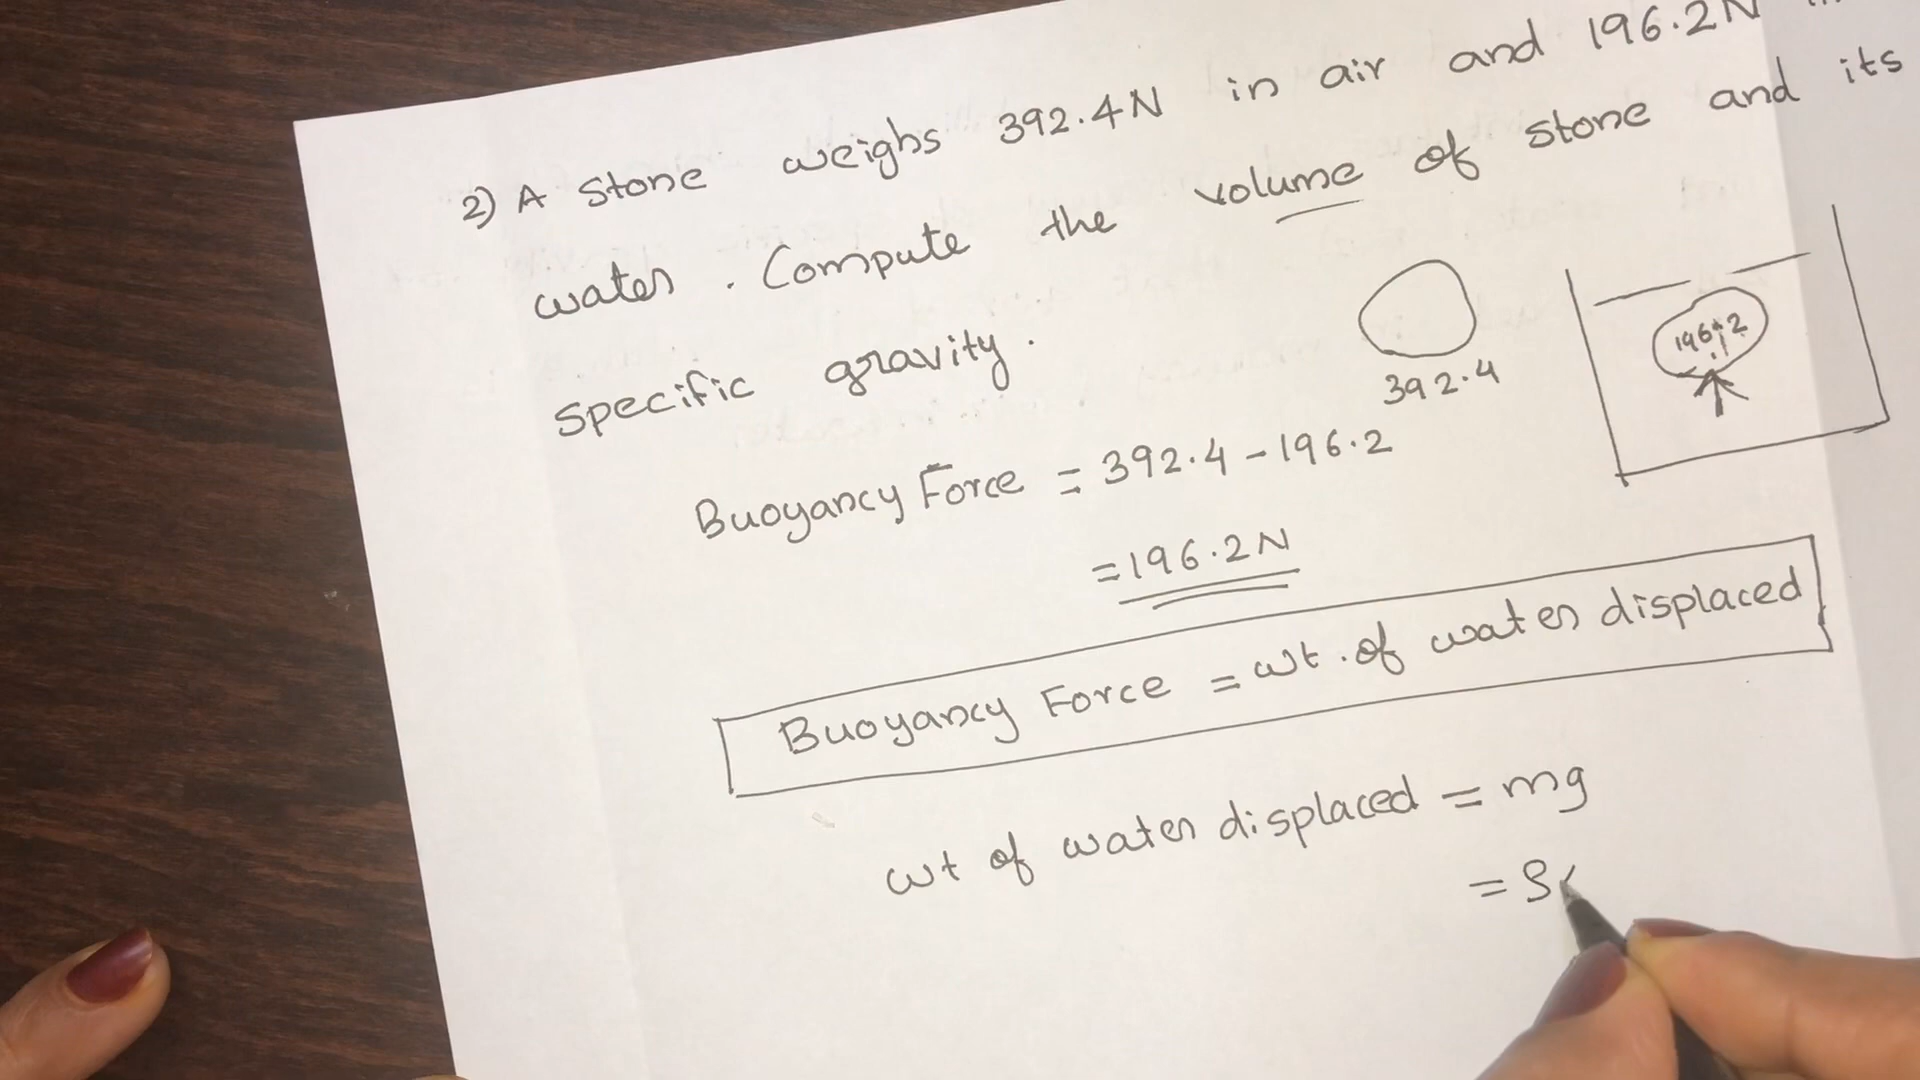 2) A stone weighs 392.4N in air and 196.2N
water. Compute the volume of stone and its
specific gravity.
392.4
196.2
Buoyancy Force = 392.4 - 196.2
= 196.2N
Buoyancy Force = wt. of water displaced
wt of water displaced = mg
= ρ